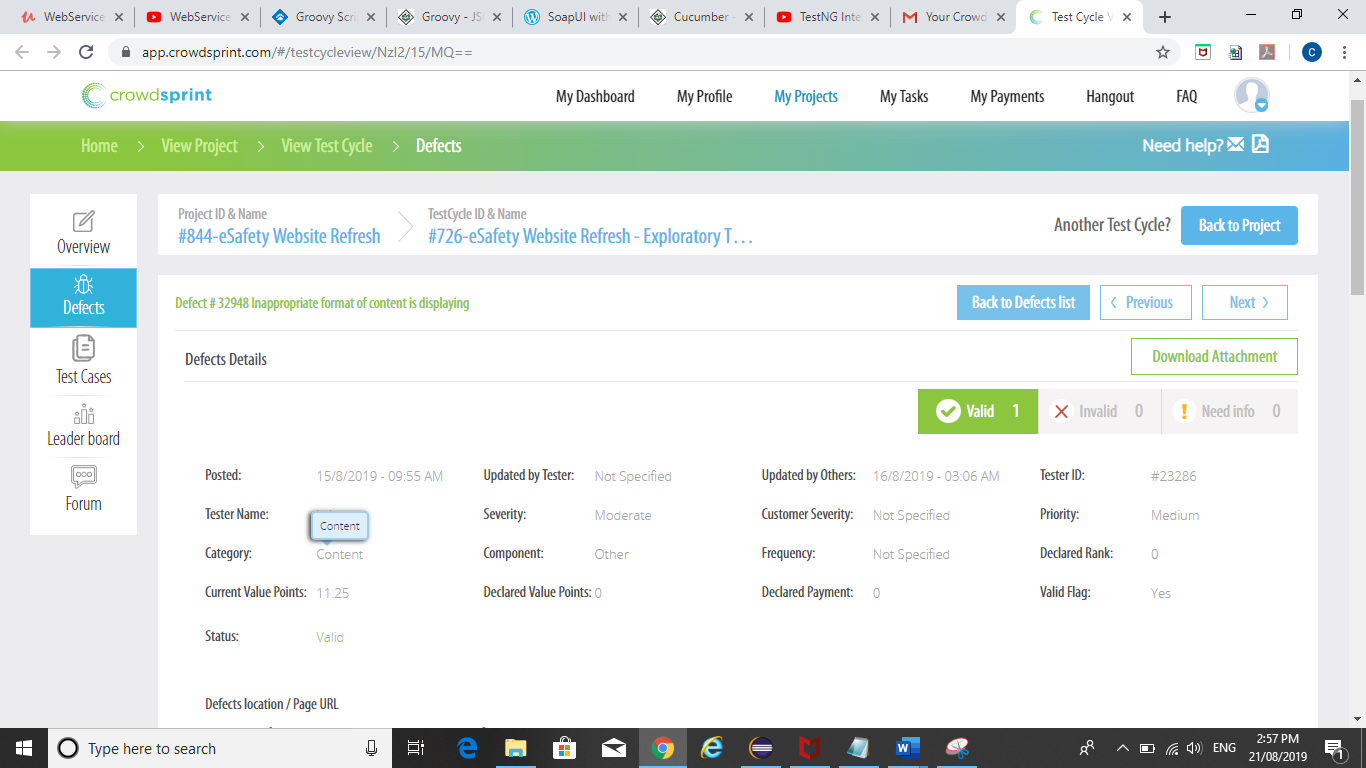 WebService
WebService
Groovy Scri
Groovy - JS
SoapUI with
Cucumber -
TestNG Inte
Your Crowd
Test Cycle V
app.crowdsprint.com/#/testcycleview/NzI2/15/MQ==
C
crowdsprint
My Dashboard
My Profile
My Projects
My Tasks
My Payments
Hangout
FAQ
Home > View Project > View Test Cycle > Defects
Need help?
Overview
Defects
Test Cases
Leader board
Forum
Project ID & Name
#844-eSafety Website Refresh
TestCycle ID & Name
#726-eSafety Website Refresh - Exploratory T...
Another Test Cycle?
Back to Project
Defect # 32948 Inappropriate format of content is displaying
Back to Defects list
Previous
Next
Defects Details
Download Attachment
Valid 1
Invalid 0
Need info 0
Posted: 15/8/2019 - 09:55 AM
Updated by Tester: Not Specified
Updated by Others: 16/8/2019 - 03:06 AM
Tester ID: #23286
Tester Name:
Content
Severity: Moderate
Customer Severity: Not Specified
Priority: Medium
Category: Content
Component: Other
Frequency: Not Specified
Declared Rank: 0
Current Value Points: 11.25
Declared Value Points: 0
Declared Payment: 0
Valid Flag: Yes
Status: Valid
Defects location / Page URL
Type here to search
ENG
2:57 PM
21/08/2019
1